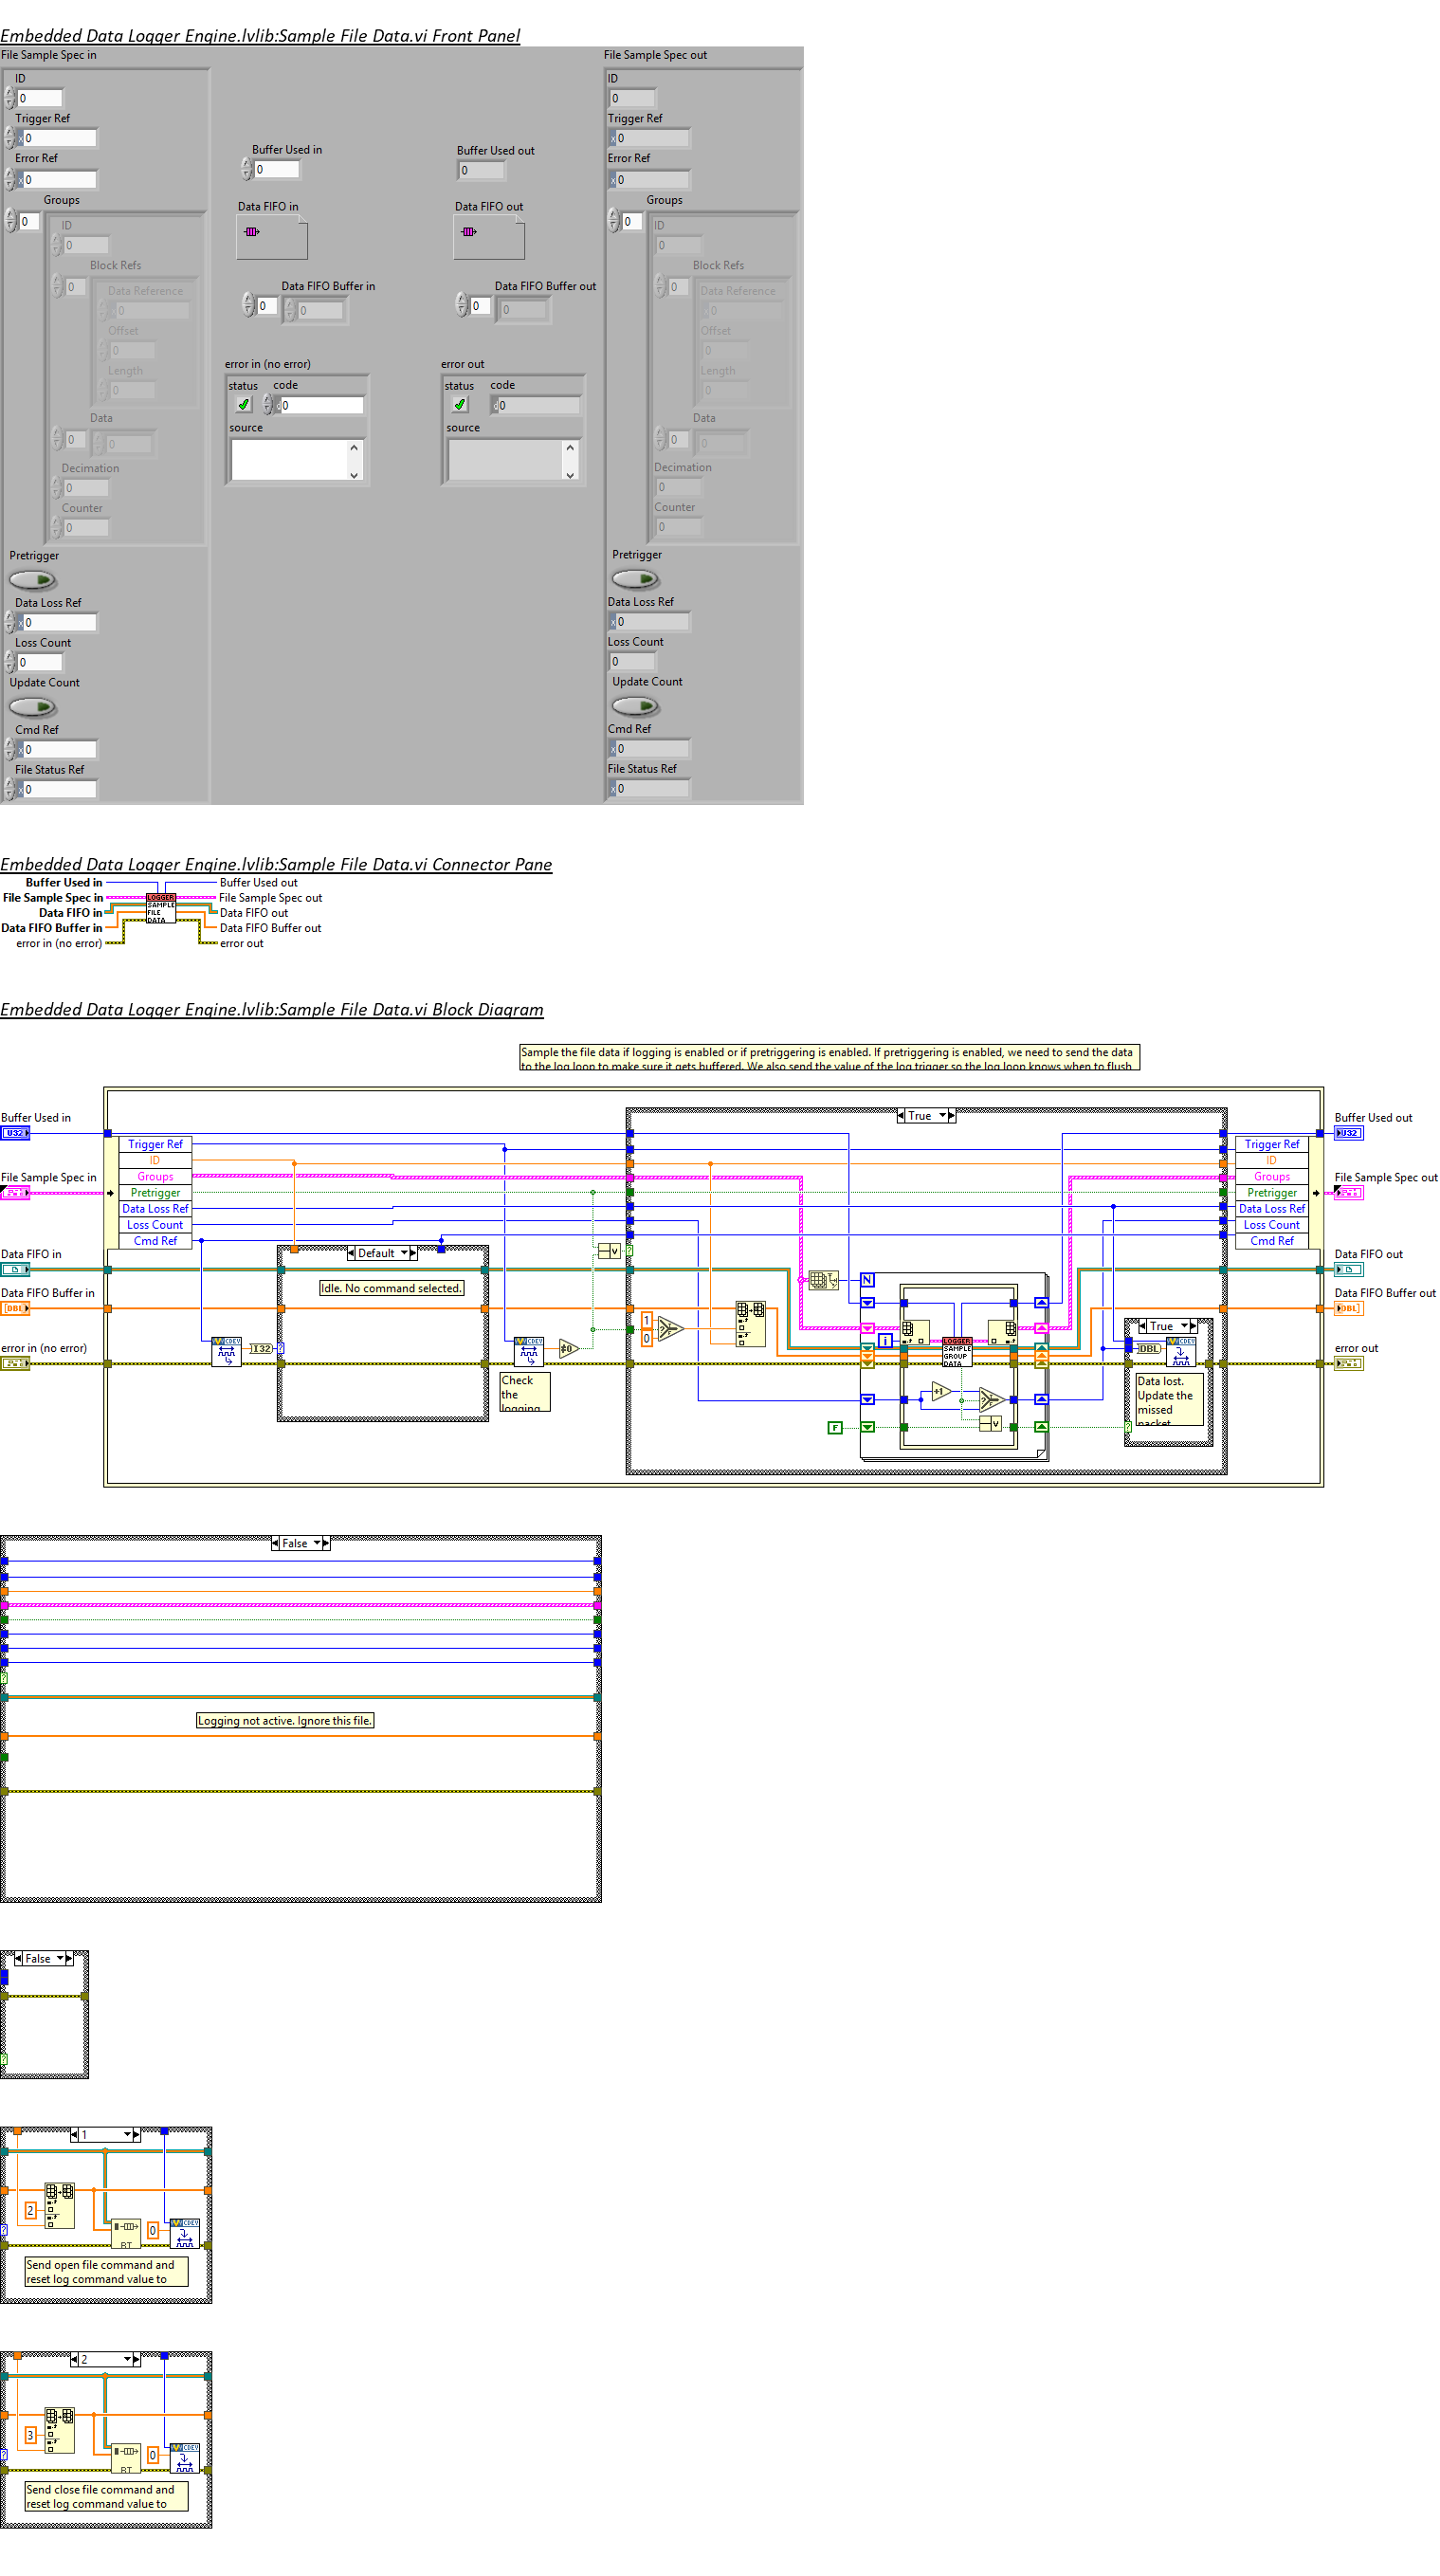 Embedded Data Logger Engine.lvlib:Sample File Data.vi Front Panel
File Sample Spec in
ID
0
Trigger Ref
x 0
Error Ref
x 0
Groups
0
ID
0
Block Refs
0
Data Reference
0
Offset
0
Length
0
Data
0
0
Decimation
0
Counter
0
Pretrigger
Data Loss Ref
x 0
Loss Count
0
Update Count
Cmd Ref
x 0
File Status Ref
x 0
Buffer Used in
0
Data FIFO in
Data FIFO Buffer in
0
0
error in (no error)
status
code
d0
source
Buffer Used out
0
Data FIFO out
Data FIFO Buffer out
0
0
error out
status
code
d0
source
File Sample Spec out
ID
0
Trigger Ref
x 0
Error Ref
x 0
Groups
0
ID
0
Block Refs
0
Data Reference
0
Offset
0
Length
0
Data
0
0
Decimation
0
Counter
0
Pretrigger
Data Loss Ref
x 0
Loss Count
0
Update Count
Cmd Ref
x 0
File Status Ref
x 0
Embedded Data Logger Engine.lvlib:Sample File Data.vi Connector Pane
Buffer Used in
File Sample Spec in
Data FIFO in
Data FIFO Buffer in
error in (no error)
LOGGER
SAMPLE
FILE
DATA
Buffer Used out
File Sample Spec out
Data FIFO out
Data FIFO Buffer out
error out
Embedded Data Logger Engine.lvlib:Sample File Data.vi Block Diagram
Sample the file data if logging is enabled or if pretriggering is enabled. If pretriggering is enabled, we need to send the data
to the log loop to make sure it gets buffered. We also send the value of the log trigger so the log loop knows when to flush
Buffer Used in
U32
File Sample Spec in
Data FIFO in
Data FIFO Buffer in
[DBL]
error in (no error)
Trigger Ref
ID
Groups
Pretrigger
Data Loss Ref
Loss Count
Cmd Ref
CDEV
I32
Default
Idle. No command selected.
CDEV
Check
the
logging
≠0
V
True
1
0
N
i
F
LOGGER
SAMPLE
GROUP
DATA
+1
V
True
DBL
CDEV
Data lost.
Update the
missed
packet
Trigger Ref
ID
Groups
Pretrigger
Data Loss Ref
Loss Count
Cmd Ref
Buffer Used out
U32
File Sample Spec out
Data FIFO out
Data FIFO Buffer out
DBL]
error out
False
Logging not active. Ignore this file.
False
1
2
0
CDEV
RT
Send open file command and
reset log command value to
2
3
0
CDEV
RT
Send close file command and
reset log command value to